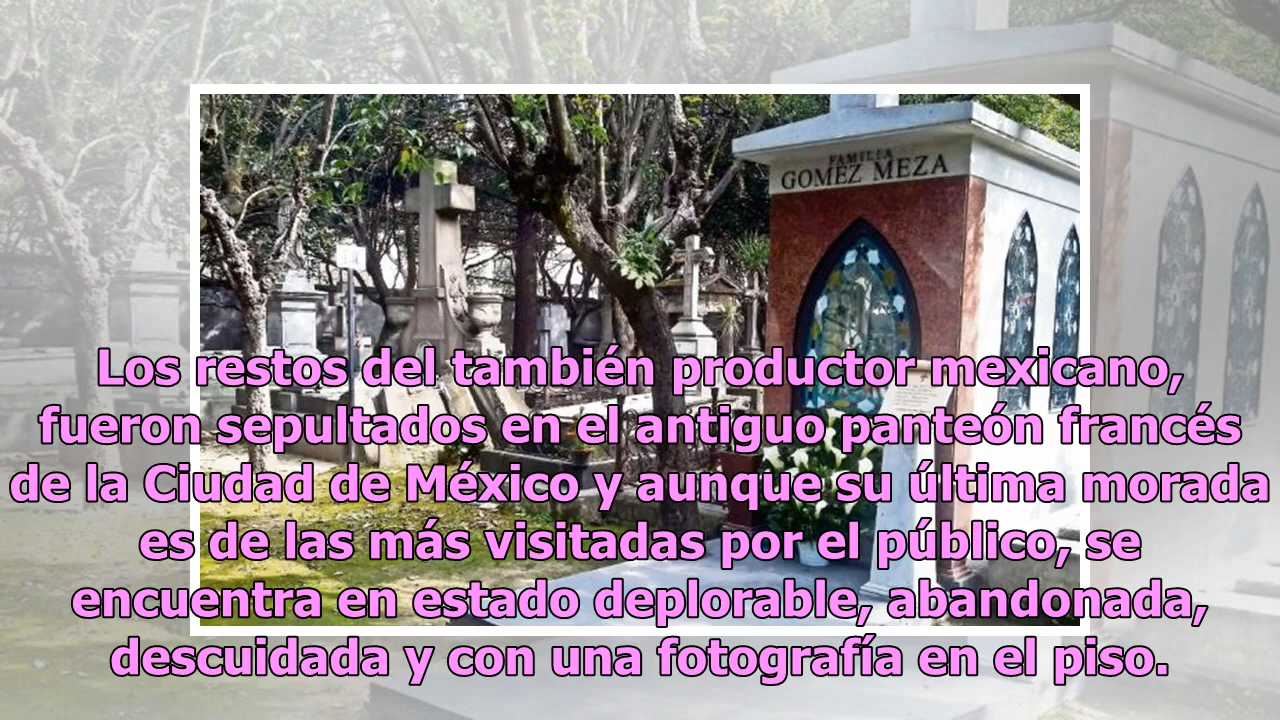 FAMILIA
GOMEZ MEZA
Los restos del también productor mexicano,
fueron sepultados en el antiguo panteón francés
de la Ciudad de México y aunque su última morada
es de las más visitadas por el público, se
encuentra en estado deplorable, abandonada,
descuidada y con una fotografía en el piso.